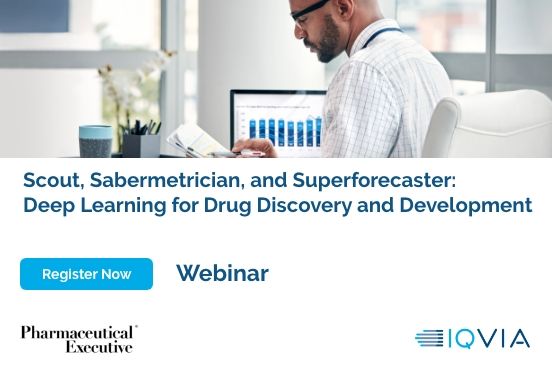 Scout, Sabermetrician, and Superforecaster:
Deep Learning for Drug Discovery and Development
Register Now
Webinar
Pharmaceutical®
Executive
IQVIA